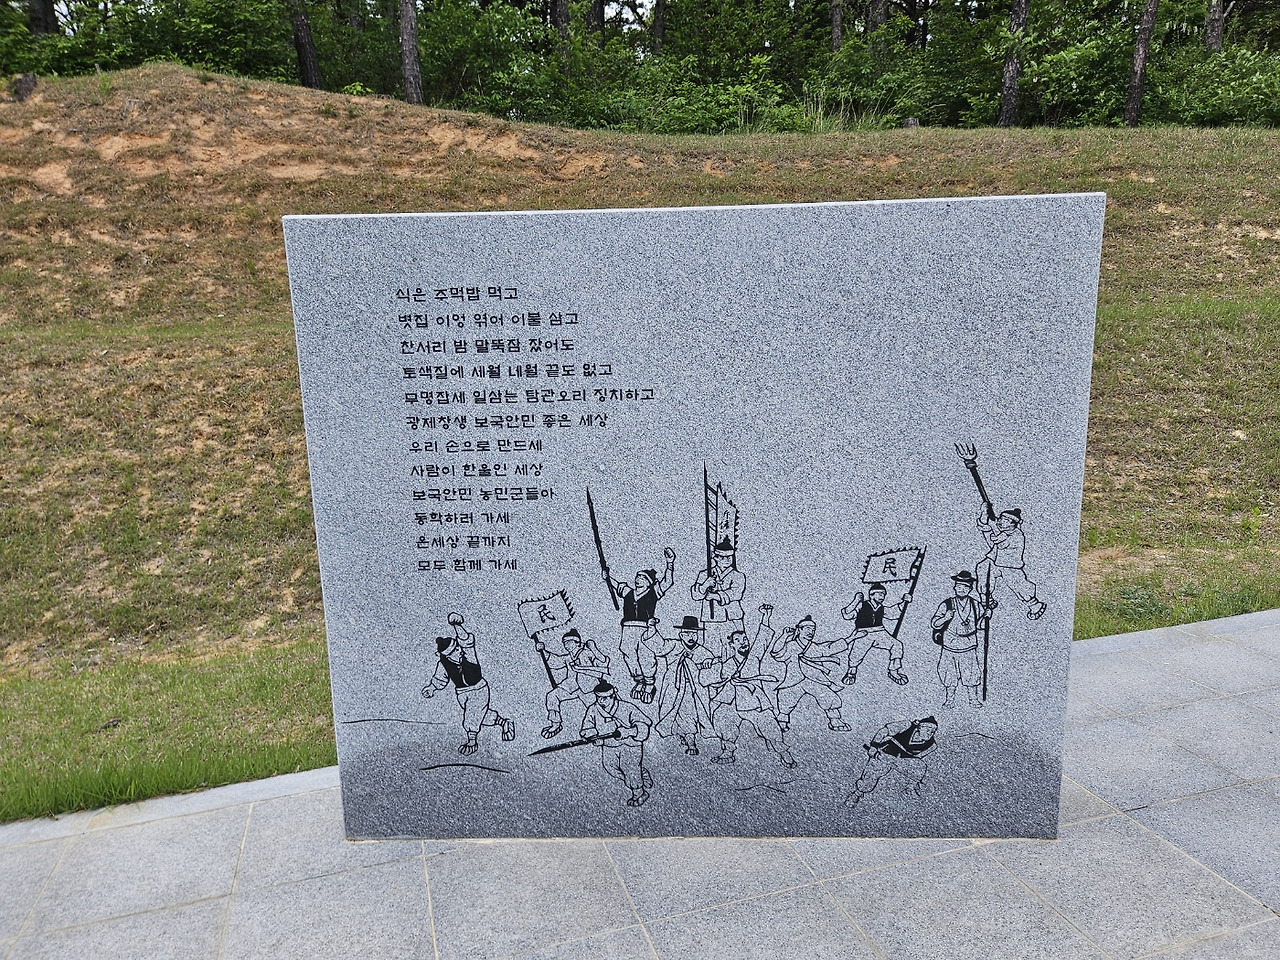 식은 주먹밥 먹고
볏짚 이엉 엮어 이불 삼고
찬서리 밤 말뚝잠 잤어도
토색질에 세월 네월 끝도 없고
무명잡세 일삼는 탐관오리 징치하고
광제창생 보국안민 좋은 세상
우리 손으로 만드세
사람이 한울인 세상
보국안민 농민군들아
동학하러 가세
온세상 끝까지
모두 함께 가세
民
民